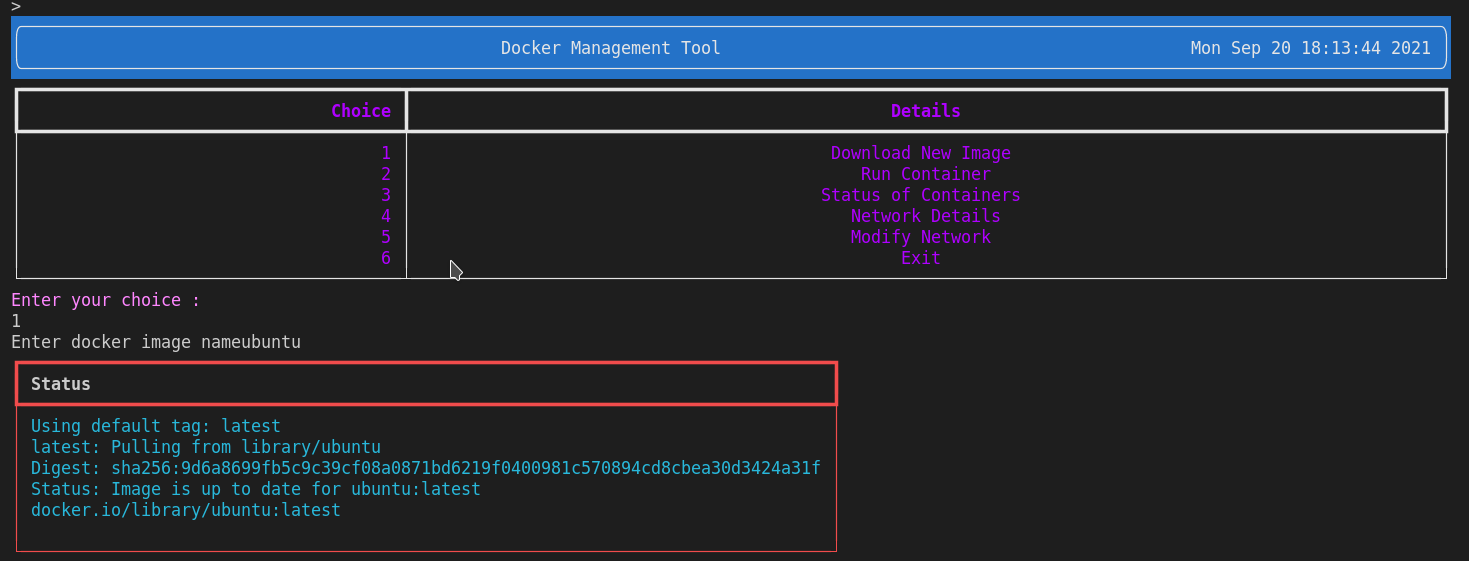 >
Docker Management Tool Mon Sep 20 18:13:44 2021
Choice Details
1 Download New Image
2 Run Container
3 Status of Containers
4 Network Details
5 Modify Network
6 Exit
Enter your choice :
1
Enter docker image nameubuntu
Status
Using default tag: latest
latest: Pulling from library/ubuntu
Digest: sha256:9d6a8699fb5c9c39cf08a0871bd6219f0400981c570894cd8cbea30d3424a31f
Status: Image is up to date for ubuntu:latest
docker.io/library/ubuntu:latest